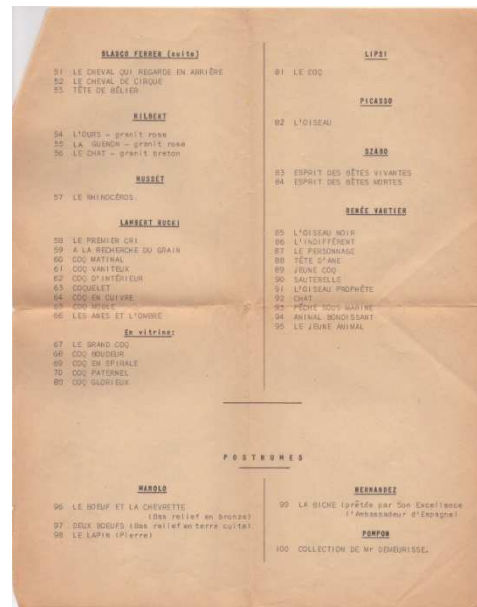 BLASCO FERRER (suite)
51 LE CHEVAL QUI REGARDE EN ARRIÈRE
52 LE CHEVAL DE CIRQUE
53 TÊTE DE BÉLIER
HILBERT
54 L'OURS - granit rose
55 LA GUENON - granit rose
56 LE CHAT - granit breton
57 LE RHINOCÉROS
LAMBERT RUCKI
58 LE PREMIER CRI
59 A LA RECHERCHE DU GRAIN
60 COQ MATINAL
61 COQ VANITEUX
62 COQ D'INTÉRIEUR
63 COQUELET
64 COQ EN CUIVRE
65 COQ NOBLE
66 LES ANES ET L'OMBRE
En vitrine:
67 LE GRAND COQ
68 COQ BOUDEUR
69 COQ EN SPIRALE
70 COQ PATERNEL
80 COQ GLORIEUX
LIPSI
81 LE COQ
PICASSO
82 L'OISEAU
SZABO
83 ESPRIT DES BÊTES VIVANTES
84 ESPRIT DES BÊTES MORTES
RENÉE VAUTIER
85 L'OISEAU NOIR
86 L'INDIFFÉRENT
87 LE PERSONNAGE
88 TÊTE D'ANE
89 JEUNE COQ
90 SAUTERELLE
91 L'OISEAU PROPHÈTE
92 CHAT
93 PÊCHE SOUS MARINE
94 ANIMAL BONDISSANT
95 LE JEUNE ANIMAL
POSTHUMES
MANOLO
96 LE BOEUF ET LA CHEVRETTE
(Bas relief en bronze)
97 DEUX BOEUFS (Bas relief en terre cuite)
98 LE LAPIN (Pierre)
HERNANDEZ
99 LA BICHE (prêtée par Son Excellence
l'Ambassadeur d'Espagne)
POMPON
100 COLLECTION DE Mr DEMEURISSE.